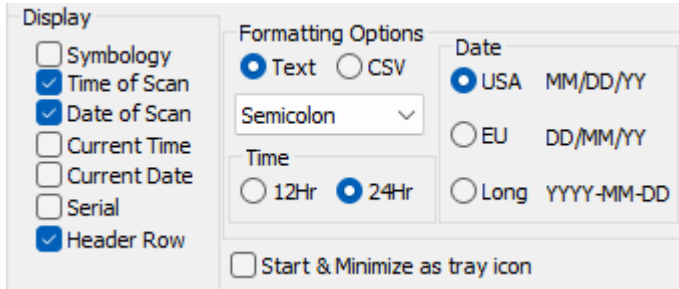 Display
Symbology
Time of Scan
Date of Scan
Current Time
Current Date
Serial
Header Row
Formatting Options
Text CSV
Semicolon
Time
12Hr 24Hr
Date
USA MM/DD/YY
EU DD/MM/YY
Long YYYY-MM-DD
Start & Minimize as tray icon